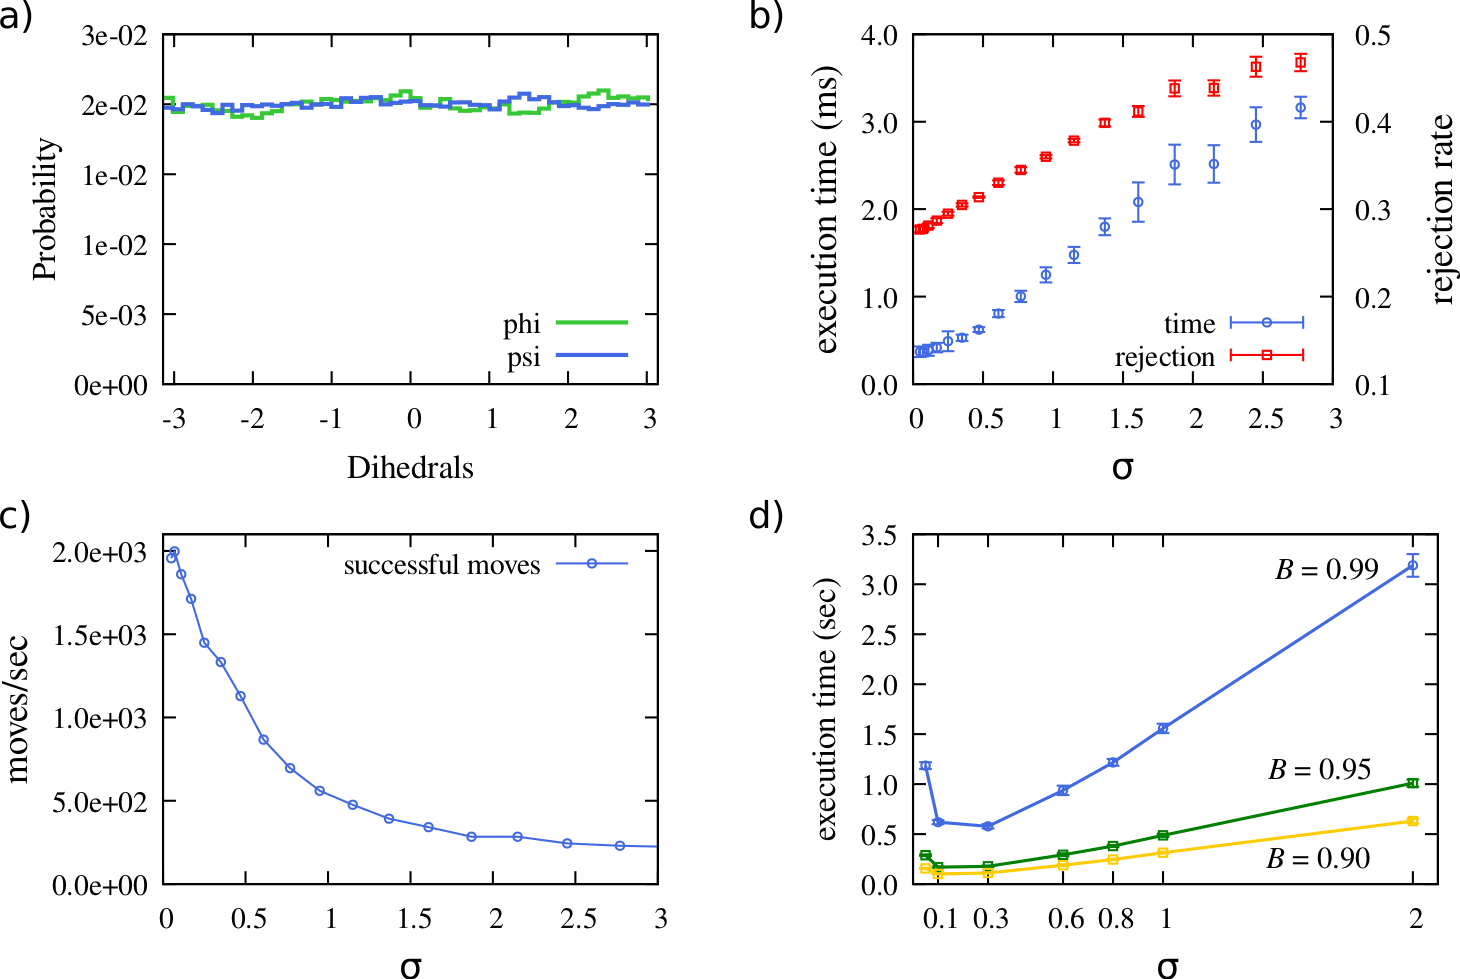 a)
3e-02
2e-02
1e-02
1e-02
5e-03
0e+00
Probability
phi
psi
-3 -2 -1 0 1 2 3
Dihedrals
b)
4.0
3.0
2.0
1.0
0.0
execution time (ms)
0.5
0.4
0.3
0.2
0.1
rejection rate
time
rejection
0 0.5 1 1.5 2 2.5 3
σ
c)
2.0e+03
1.5e+03
1.0e+03
5.0e+02
0.0e+00
moves/sec
successful moves
0 0.5 1 1.5 2 2.5 3
σ
d)
3.5
3.0
2.5
2.0
1.5
1.0
0.5
0.0
execution time (sec)
B = 0.99
B = 0.95
B = 0.90
0.1 0.3 0.6 0.8 1 2
σ